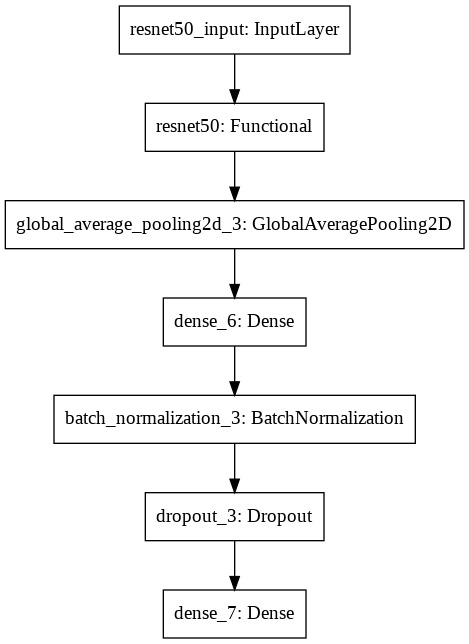 resnet50_input: InputLayer
resnet50: Functional
global_average_pooling2d_3: GlobalAveragePooling2D
dense_6: Dense
batch_normalization_3: BatchNormalization
dropout_3: Dropout
dense_7: Dense